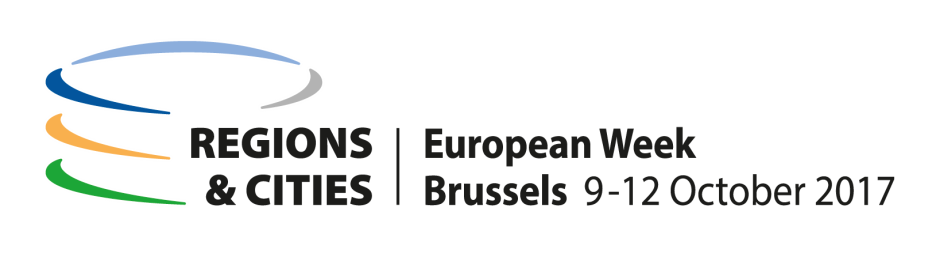 REGIONS
& CITIES
European Week
Brussels 9-12 October 2017